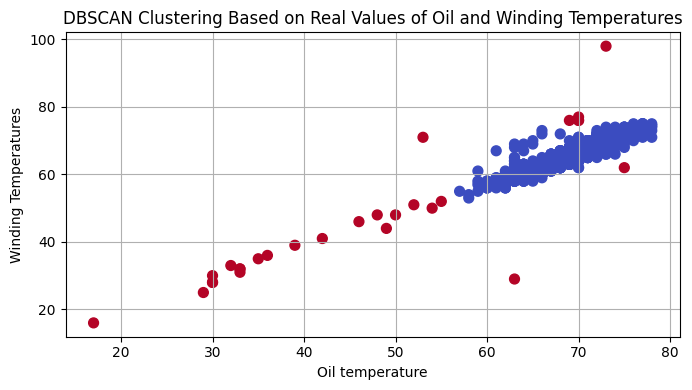 DBSCAN Clustering Based on Real Values of Oil and Winding Temperatures
Winding Temperatures
100
80
60
40
20
20 30 40 50 60 70 80
Oil temperature